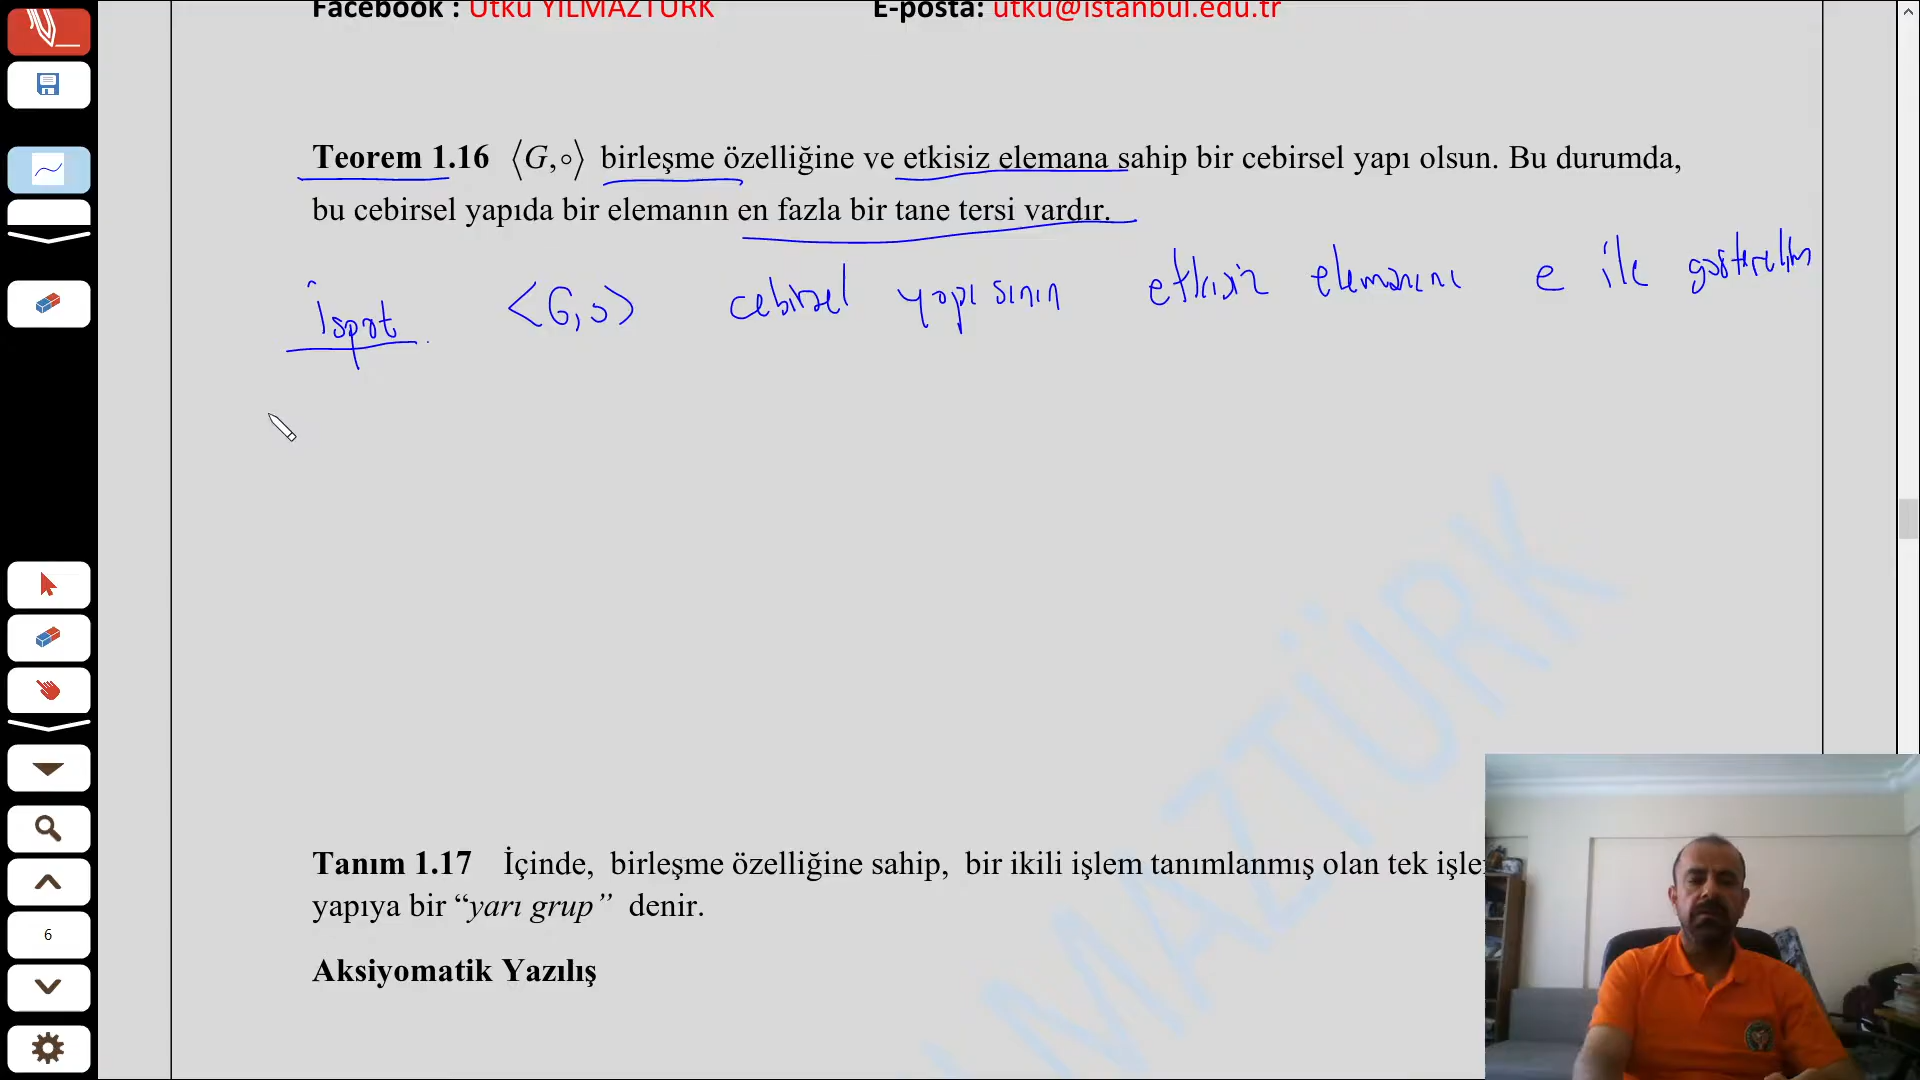 Facebook : Utku YILMAZTÜRK E-posta: utku@istanbul.edu.tr
Teorem 1.16 ⟨G,∘⟩ birleşme özelliğine ve etkisiz elemana sahip bir cebirsel yapı olsun. Bu durumda,
bu cebirsel yapıda bir elemanın en fazla bir tane tersi vardır.
İspat <G,∘> cebirsel yapısının etkisiz elemanını e ile gösterelim
MAZTÜRK
Tanım 1.17 İçinde, birleşme özelliğine sahip, bir ikili işlem tanımlanmış olan tek
yapıya bir “yarı grup” denir.
Aksiyomatik Yazılış
6